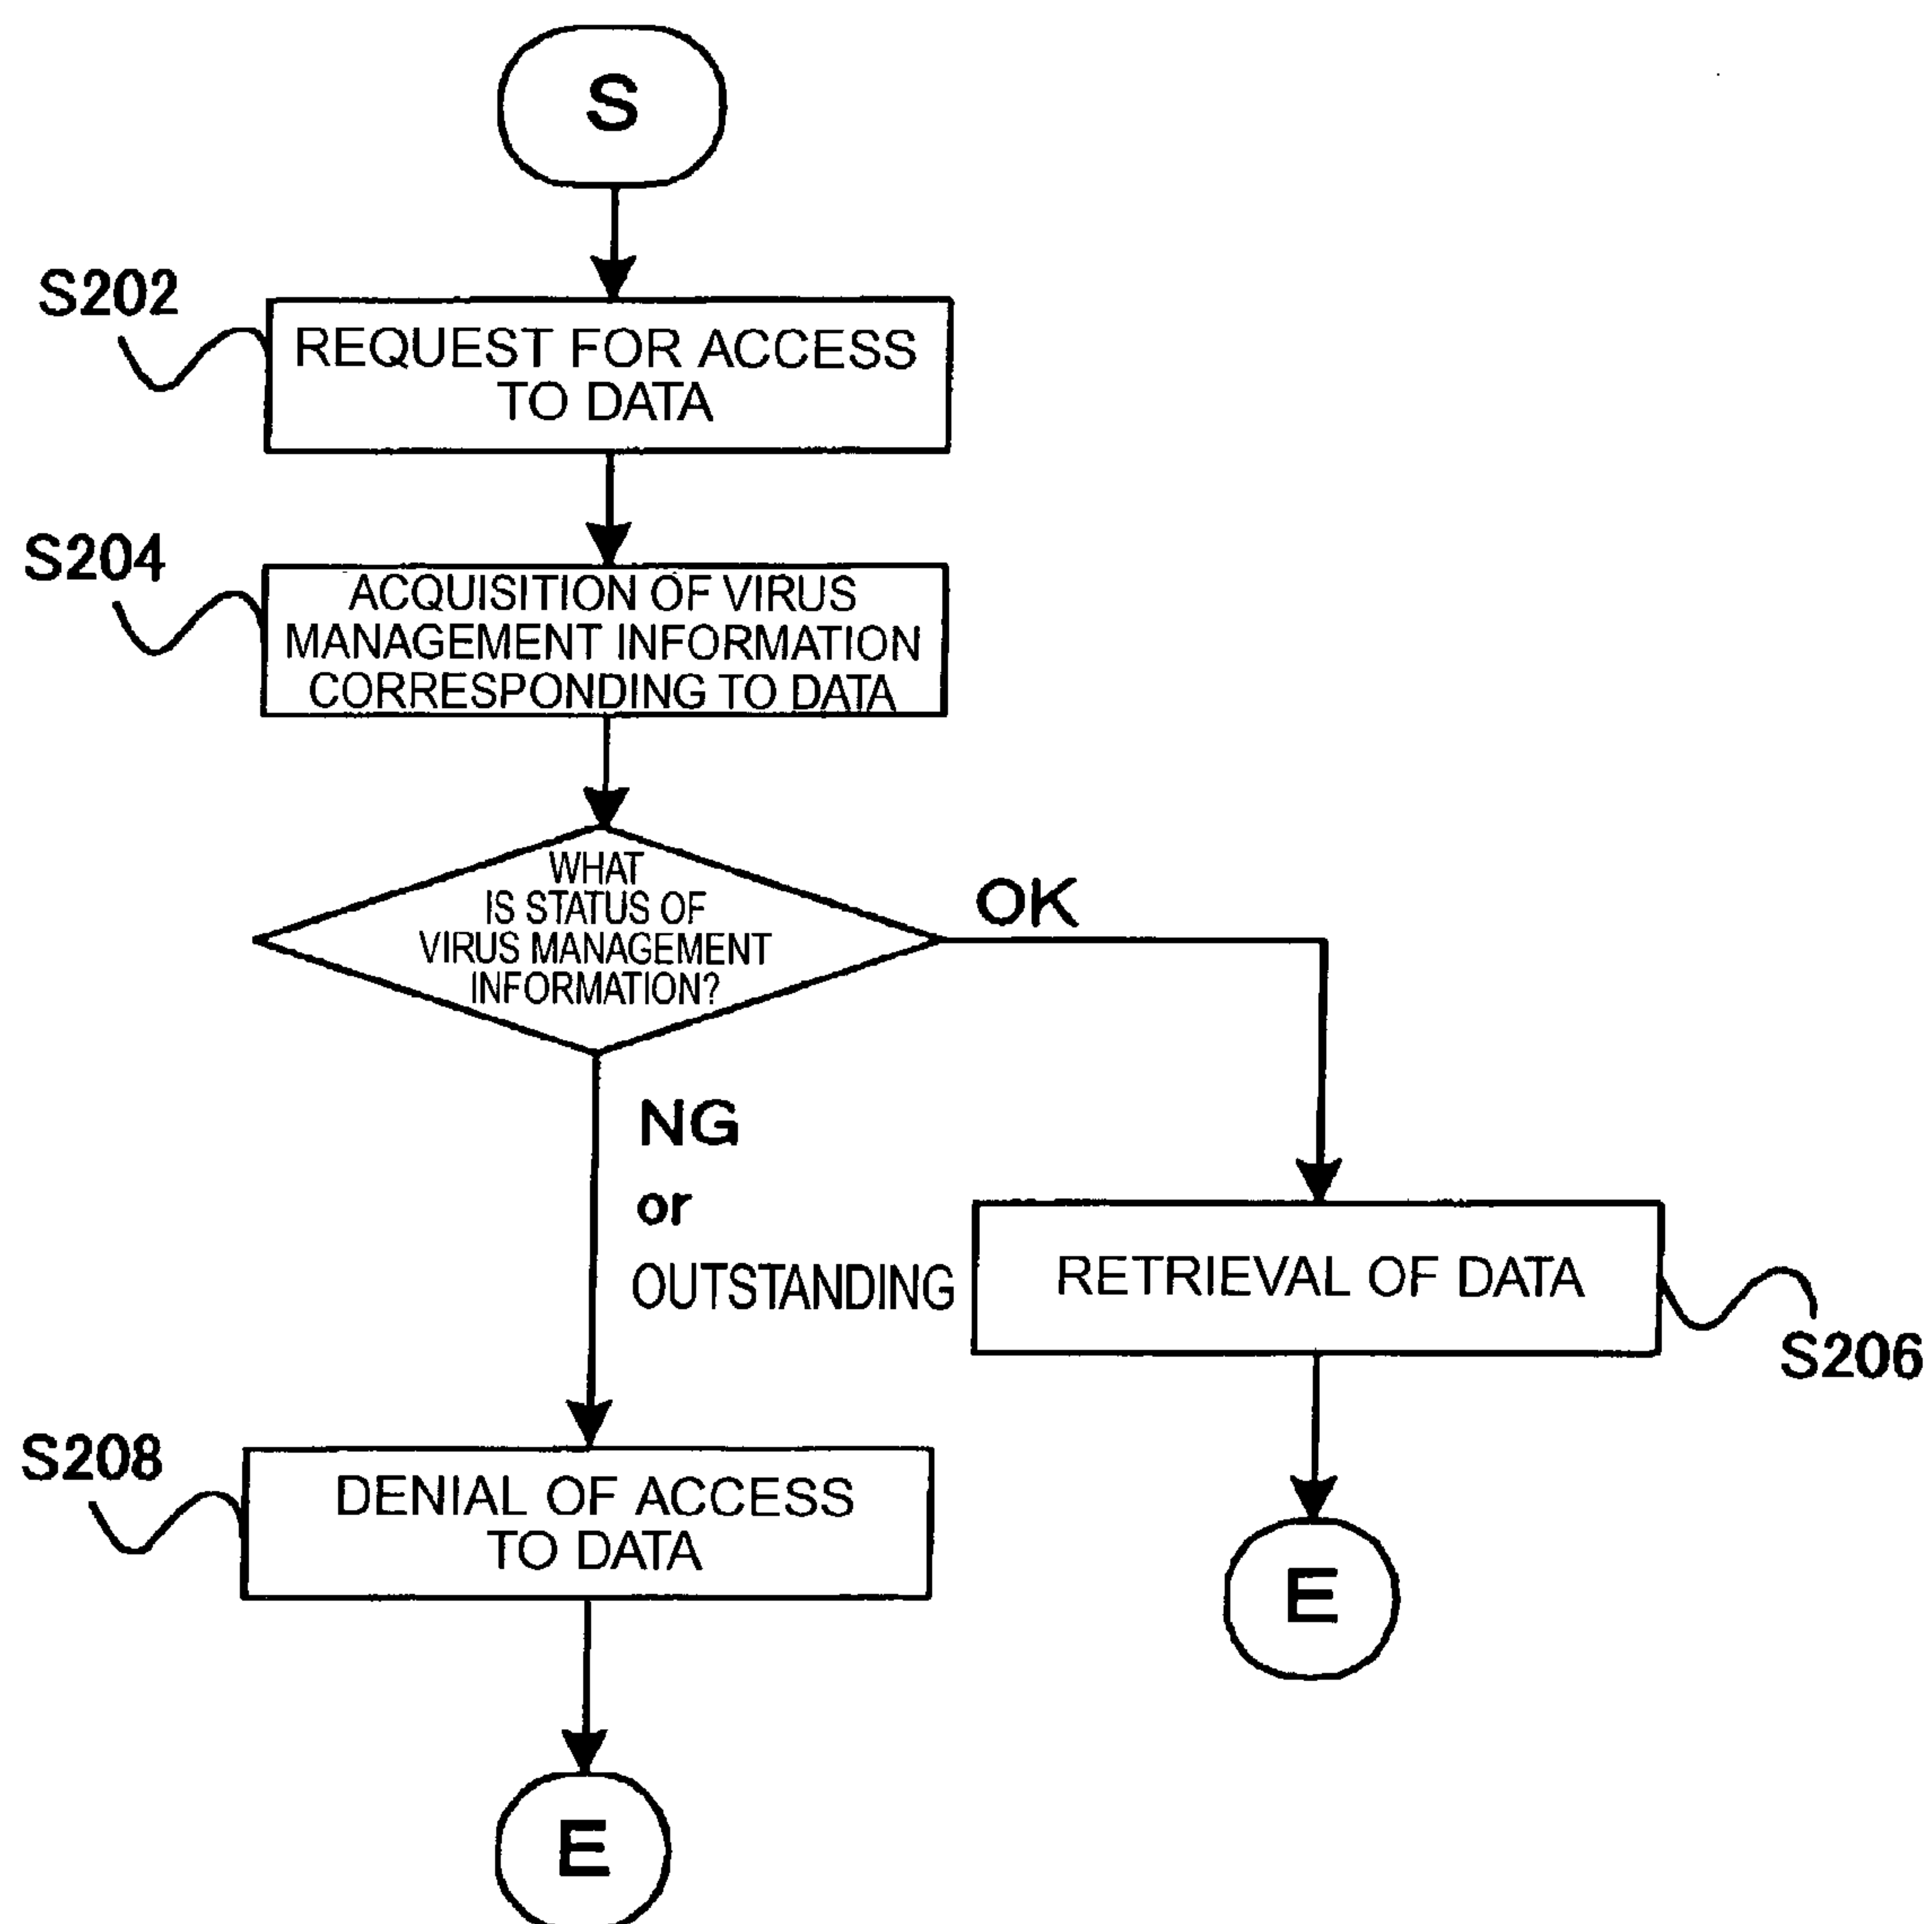 S
S202
REQUEST FOR ACCESS
TO DATA
S204
ACQUISITION OF VIRUS
MANAGEMENT INFORMATION
CORRESPONDING TO DATA
WHAT
IS STATUS OF
VIRUS MANAGEMENT
INFORMATION?
OK
NG
or
OUTSTANDING
RETRIEVAL OF DATA
S206
S208
DENIAL OF ACCESS
TO DATA
E
E